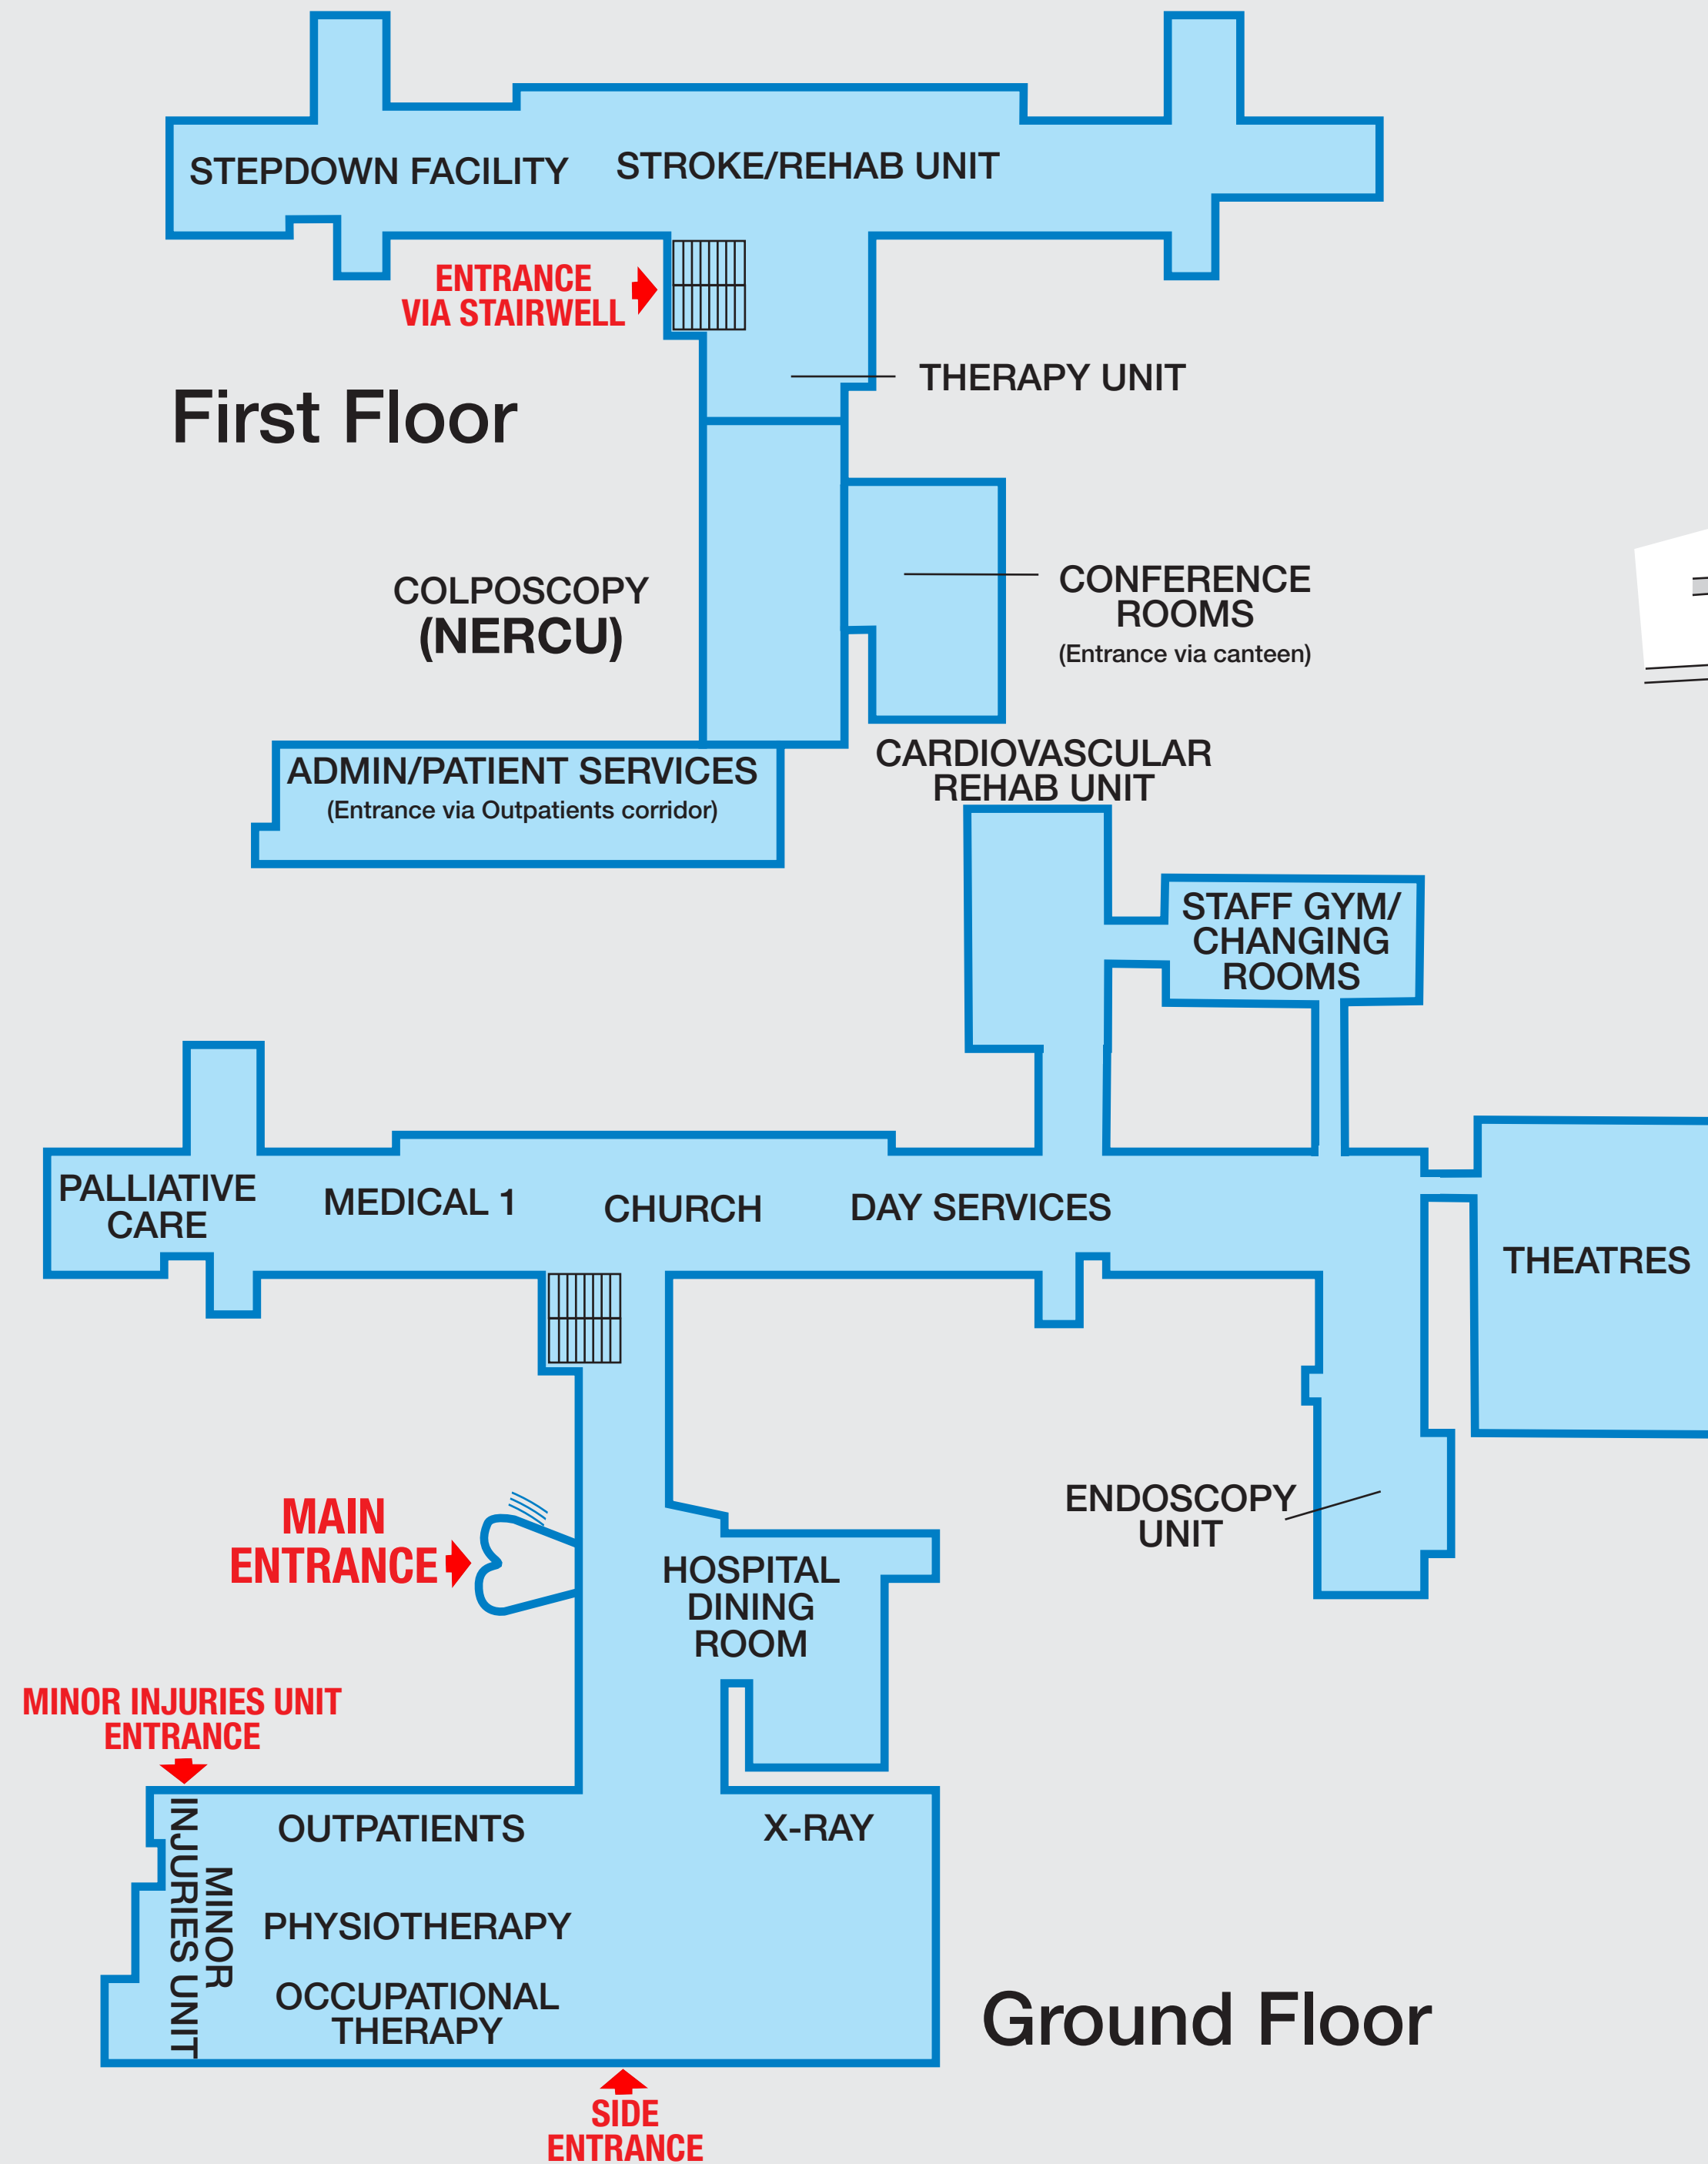 STEPDOWN FACILITY
STROKE/REHAB UNIT
ENTRANCE
VIA STAIRWELL
THERAPY UNIT
First Floor
COLPOSCOPY
(NERCU)
CONFERENCE
ROOMS
(Entrance via canteen)
ADMIN/PATIENT SERVICES
(Entrance via Outpatients corridor)
CARDIOVASCULAR
REHAB UNIT
STAFF GYM/
CHANGING
ROOMS
PALLIATIVE
CARE
MEDICAL 1
CHURCH
DAY SERVICES
THEATRES
MAIN
ENTRANCE
ENDOSCOPY
UNIT
HOSPITAL
DINING
ROOM
MINOR INJURIES UNIT
ENTRANCE
MINOR
INJURIES UNIT
OUTPATIENTS
X-RAY
PHYSIOTHERAPY
OCCUPATIONAL
THERAPY
Ground Floor
SIDE
ENTRANCE